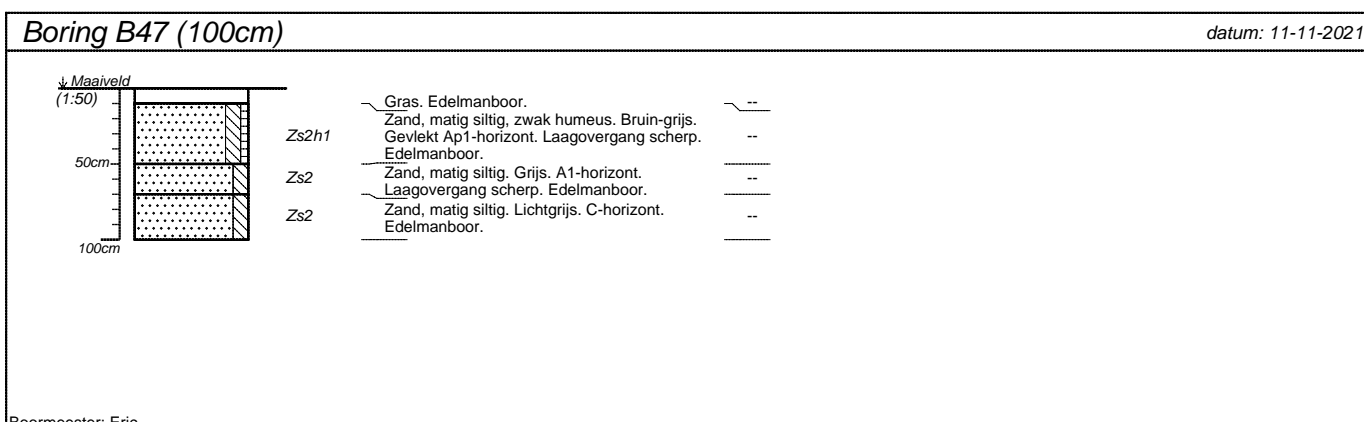 Boring B47 (100cm)
datum: 11-11-2021
Maaiveld
(1:50)
50cm
100cm
Gras. Edelmanboor.
--
Zs2h1
Zand, matig siltig, zwak humeus. Bruin-grijs.
Gevlekt Ap1-horizont. Laagovergang scherp.
Edelmanboor.
--
Zs2
Zand, matig siltig. Grijs. A1-horizont.
Laagovergang scherp. Edelmanboor.
--
Zs2
Zand, matig siltig. Lichtgrijs. C-horizont.
Edelmanboor.
--
Boormeester: Eric